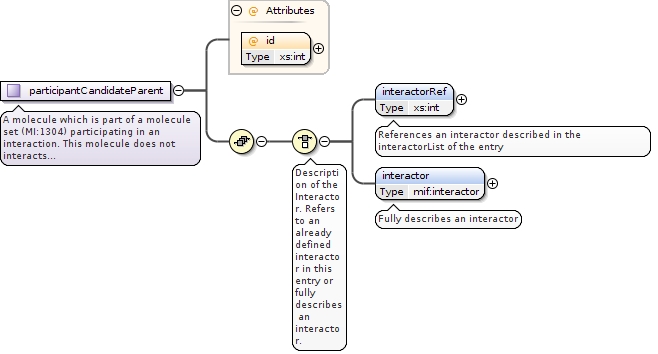 Attributes
id
Type xs:int
participantCandidateParent
A molecule which is part of a molecule
set (MI:1304) participating in an
interaction. This molecule does not
interacts...
interactorRef
Type xs:int
References an interactor described in the
interactorList of the entry
interactor
Type mif:interactor
Fully describes an interactor
Descripti
on of the
Interacto
r. Refers
to an
already
defined
interacto
r in this
entry or
fully
describes
an
interacto
r.